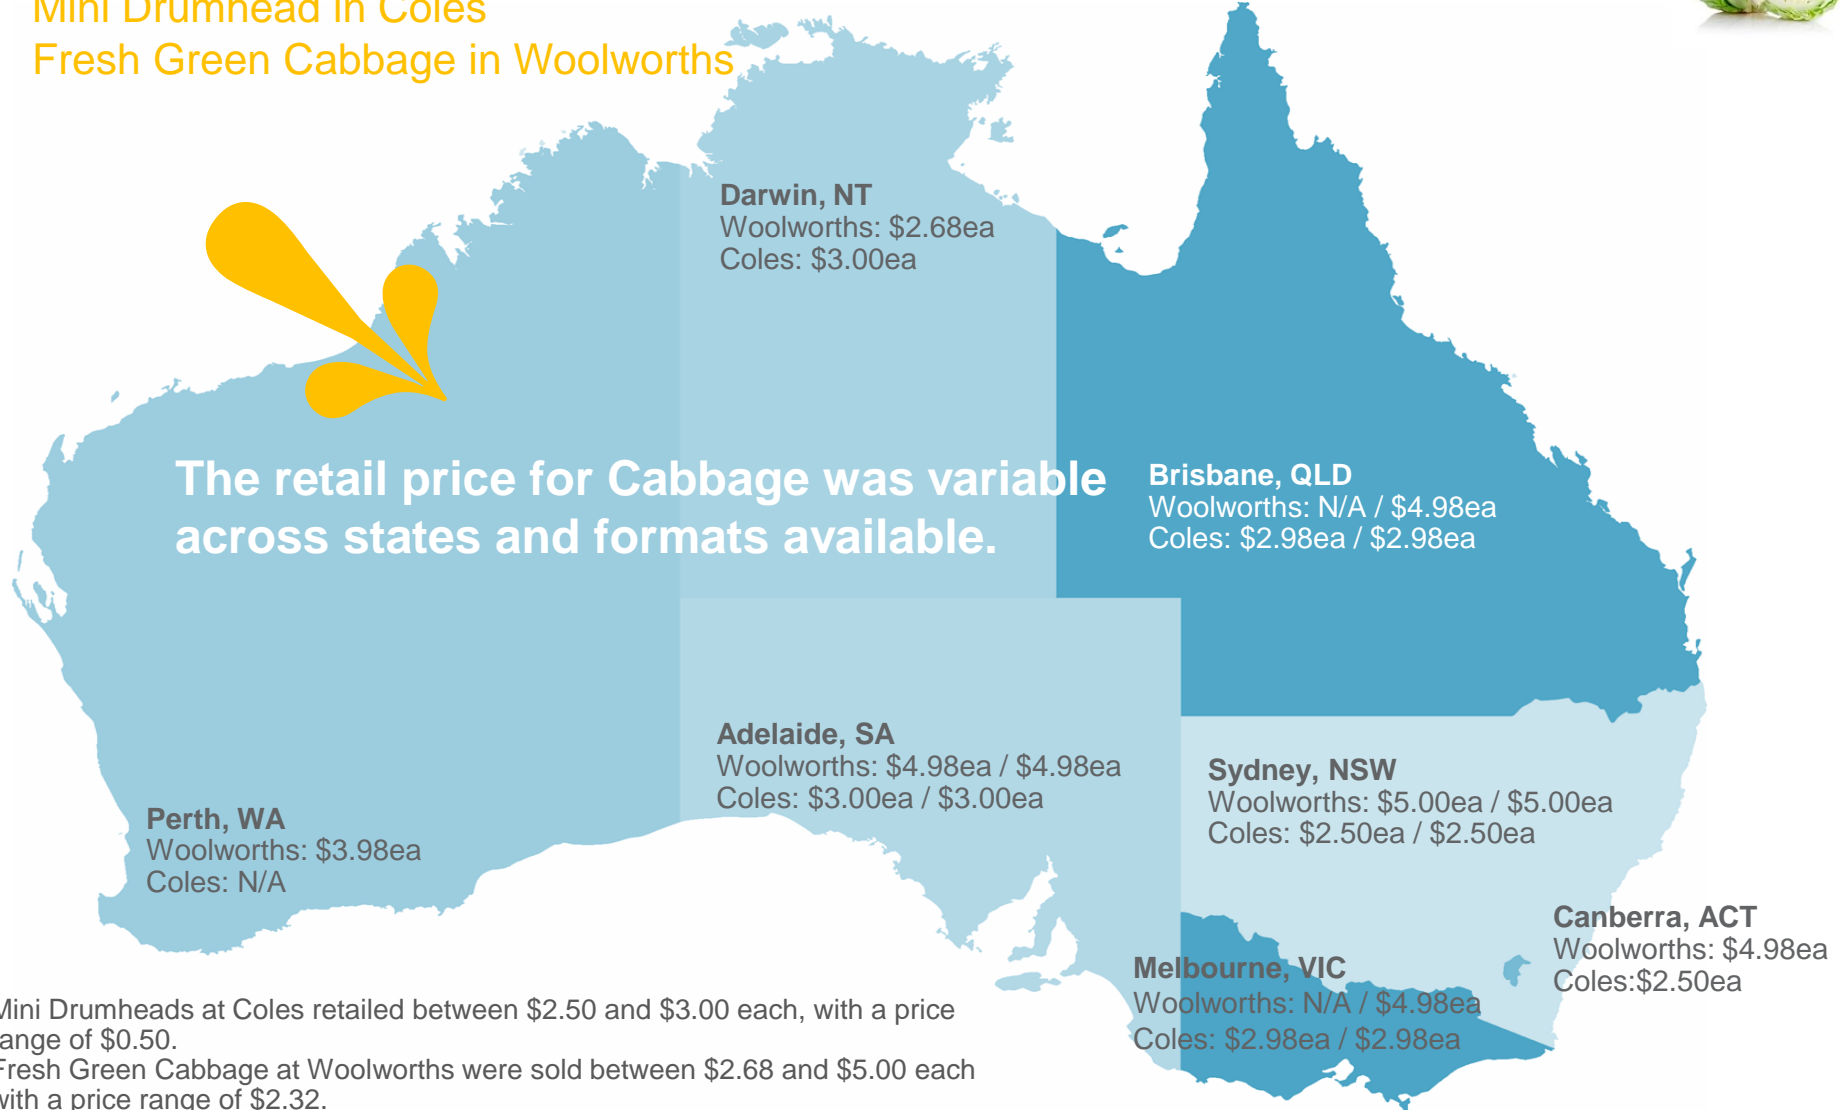 Mini Drumhead in Coles
Fresh Green Cabbage in Woolworths
Darwin, NT
Woolworths: $2.68ea
Coles: $3.00ea
The retail price for Cabbage was variable
across states and formats available.
Brisbane, QLD
Woolworths: N/A / $4.98ea
Coles: $2.98ea / $2.98ea
Adelaide, SA
Woolworths: $4.98ea / $4.98ea
Coles: $3.00ea / $3.00ea
Sydney, NSW
Woolworths: $5.00ea / $5.00ea
Coles: $2.50ea / $2.50ea
Perth, WA
Woolworths: $3.98ea
Coles: N/A
Canberra, ACT
Woolworths: $4.98ea
Coles:$2.50ea
Melbourne, VIC
Woolworths: N/A / $4.98ea
Coles: $2.98ea / $2.98ea
Mini Drumheads at Coles retailed between $2.50 and $3.00 each, with a price
range of $0.50.
Fresh Green Cabbage at Woolworths were sold between $2.68 and $5.00 each
with a price range of $2.32.